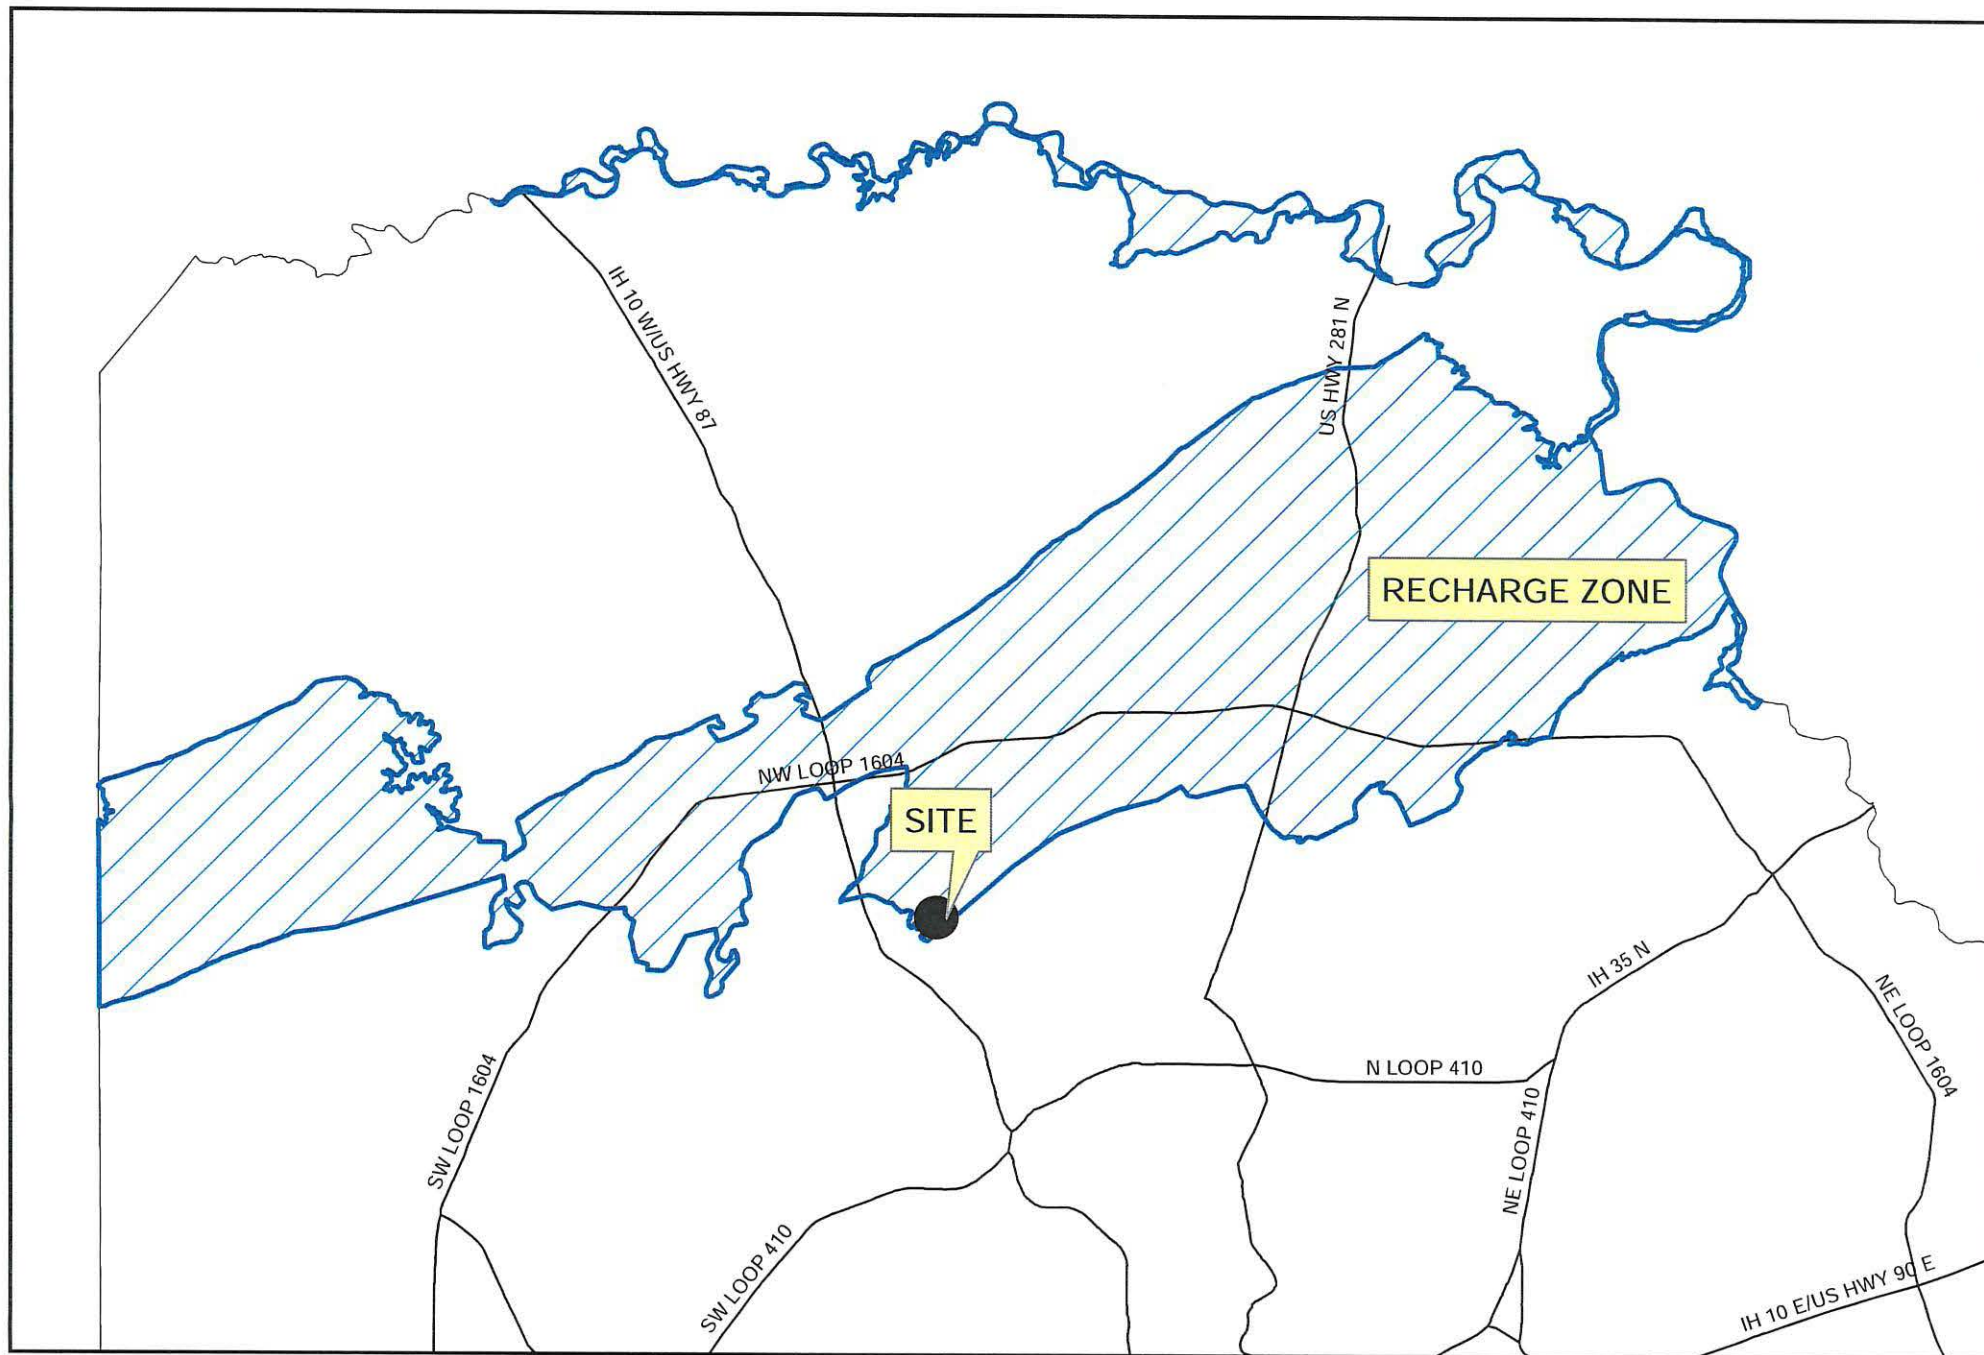 IH 10 W/US HWY 87
US HWY 281 N
RECHARGE ZONE
NW LOOP 1604
SITE
IH 35 N
NE LOOP 1604
N LOOP 410
SW LOOP 1604
NE LOOP 410
SW LOOP 410
IH 10 E/US HWY 90 E